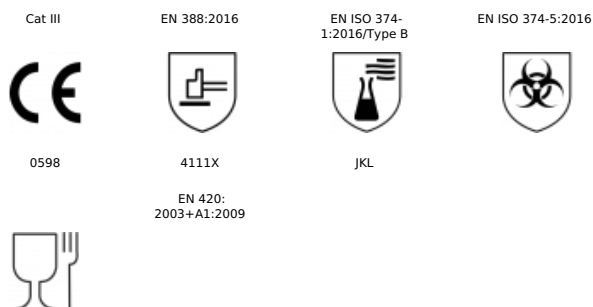 Cat III
EN 388:2016
EN ISO 374-
1:2016/Type B
EN ISO 374-5:2016
CE
0598
4111X
JKL
EN 420:
2003+A1:2009